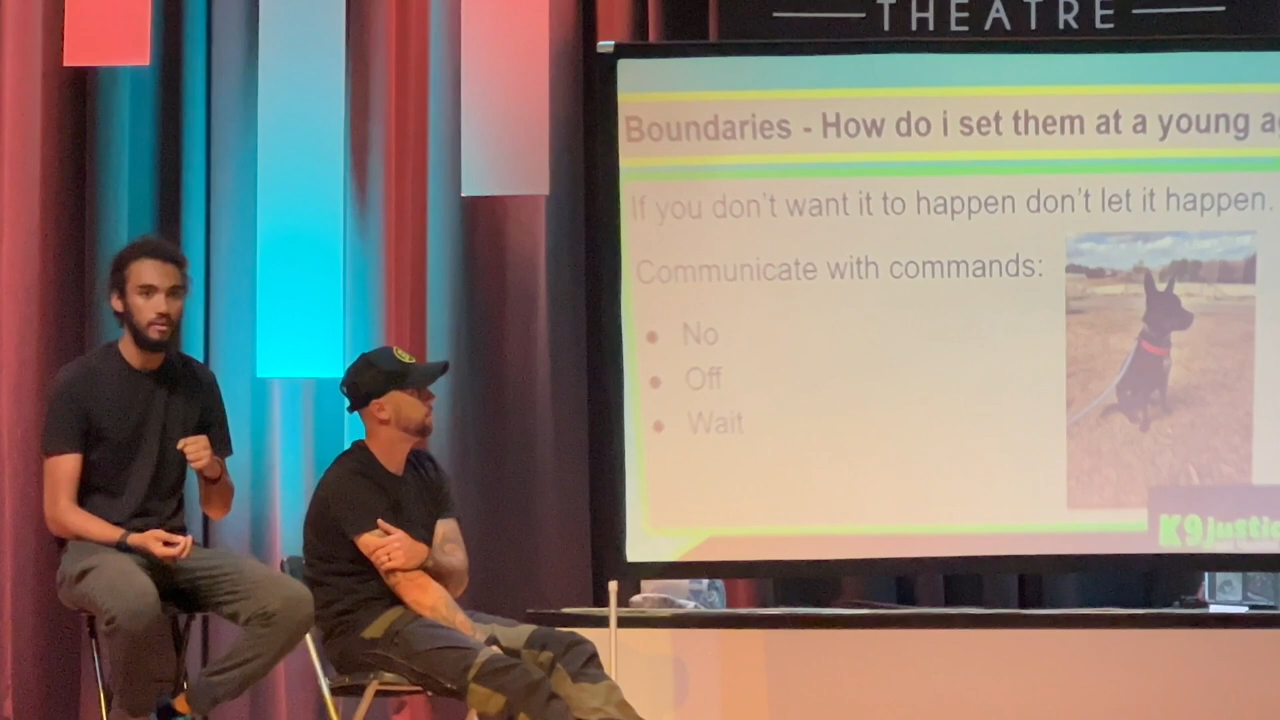 THEATRE
Boundaries - How do i set them at a young
If you don't want it to happen don't let it happen.
Communicate with commands:
• No
• Off
• Wait
K9